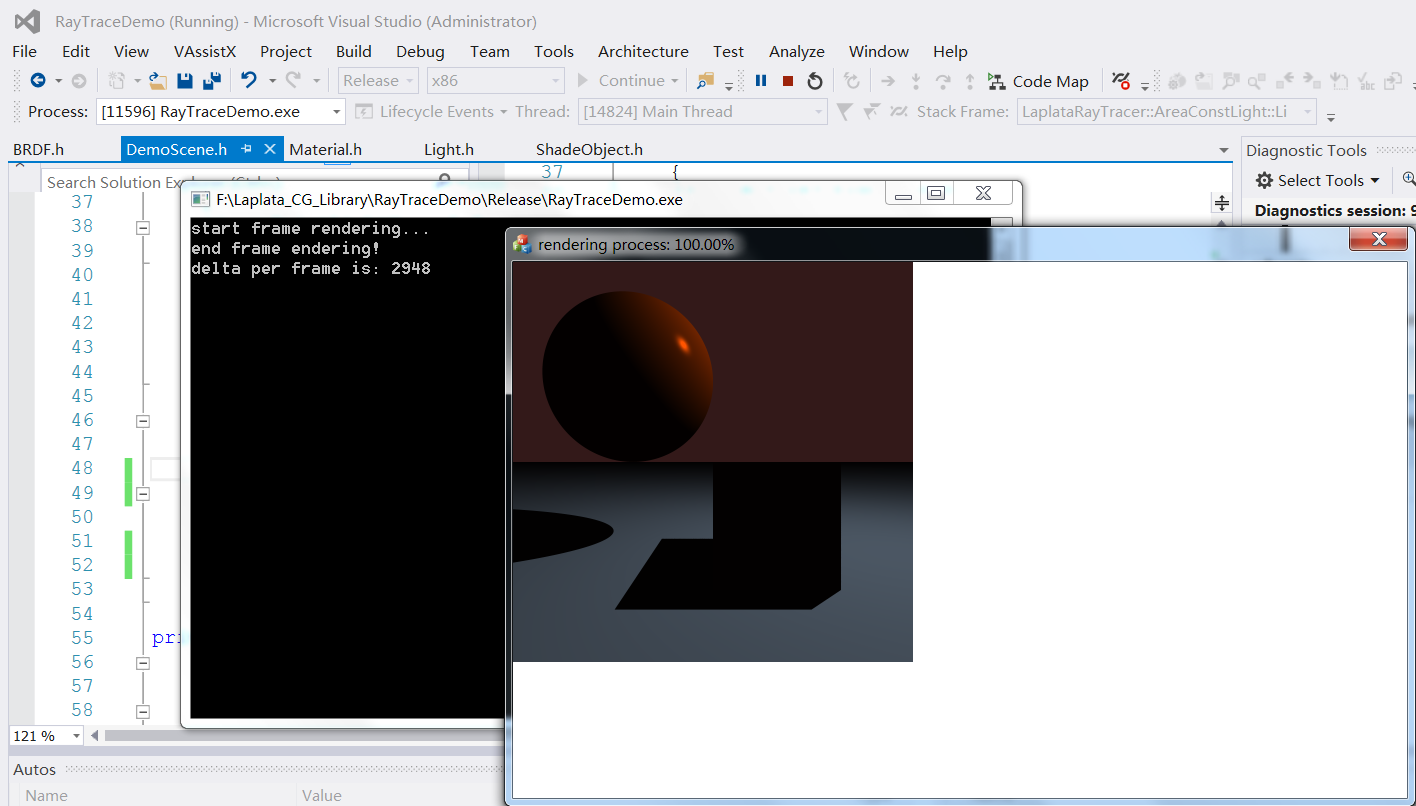 RayTraceDemo (Running) - Microsoft Visual Studio (Administrator)
File Edit View VAssistX Project Build Debug Team Tools Architecture Test Analyze Window Help
Release x86 Continue Code Map
Process: [11596] RayTraceDemo.exe Lifecycle Events Thread: [14824] Main Thread Stack Frame: LaplataRayTracer::AreaConstLight::Li
BRDF.h DemoScene.h Material.h Light.h ShadeObject.h Diagnostic Tools
37 {
Search Solution Select Tools
F:\Laplata_CG_Library\RayTraceDemo\Release\RayTraceDemo.exe
37
Diagnostics session: 9
38
start frame rendering...
rendering process: 100.00%
39
end frame endering!
40
delta per frame is: 2948
41
42
43
44
45
46
47
48
49
50
51
52
53
54
55 pri
56
57
58
121 %
Autos
Name Value